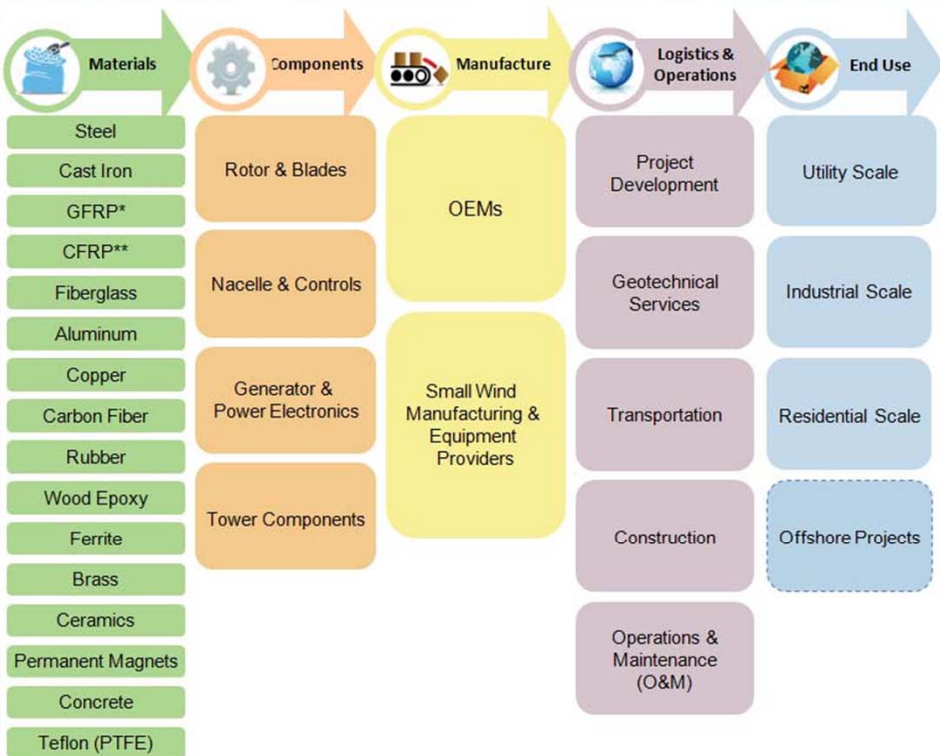 Materials
Components
Manufacture
Logistics &
Operations
End Use
Steel
Cast Iron
GFRP*
CFRP**
Fiberglass
Aluminum
Copper
Carbon Fiber
Rubber
Wood Epoxy
Ferrite
Brass
Ceramics
Permanent Magnets
Concrete
Teflon (PTFE)
Rotor & Blades
Nacelle & Controls
Generator &
Power Electronics
Tower Components
OEMs
Small Wind
Manufacturing &
Equipment
Providers
Project
Development
Geotechnical
Services
Transportation
Construction
Operations &
Maintenance
(O&M)
Utility Scale
Industrial Scale
Residential Scale
Offshore Projects